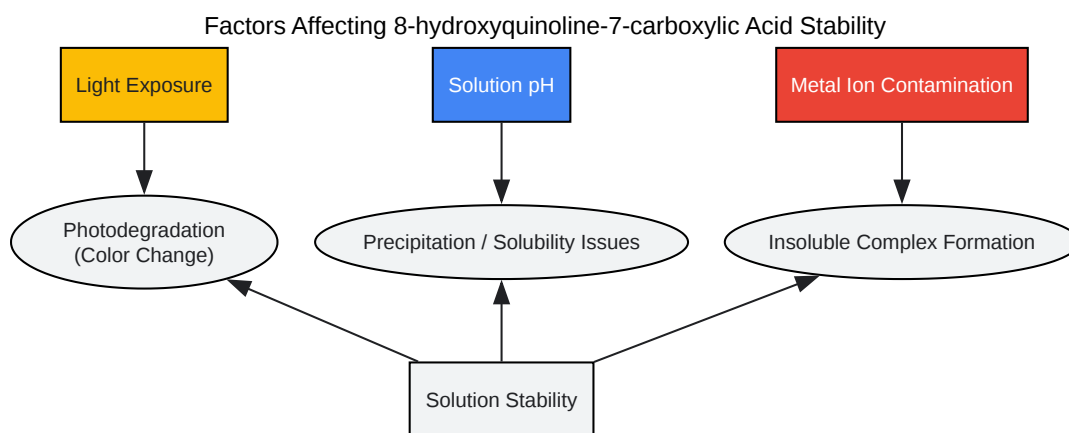 Factors Affecting 8-hydroxyquinoline-7-carboxylic Acid Stability
Light Exposure
Solution pH
Metal Ion Contamination
Photodegradation
(Color Change)
Precipitation / Solubility Issues
Insoluble Complex Formation
Solution Stability